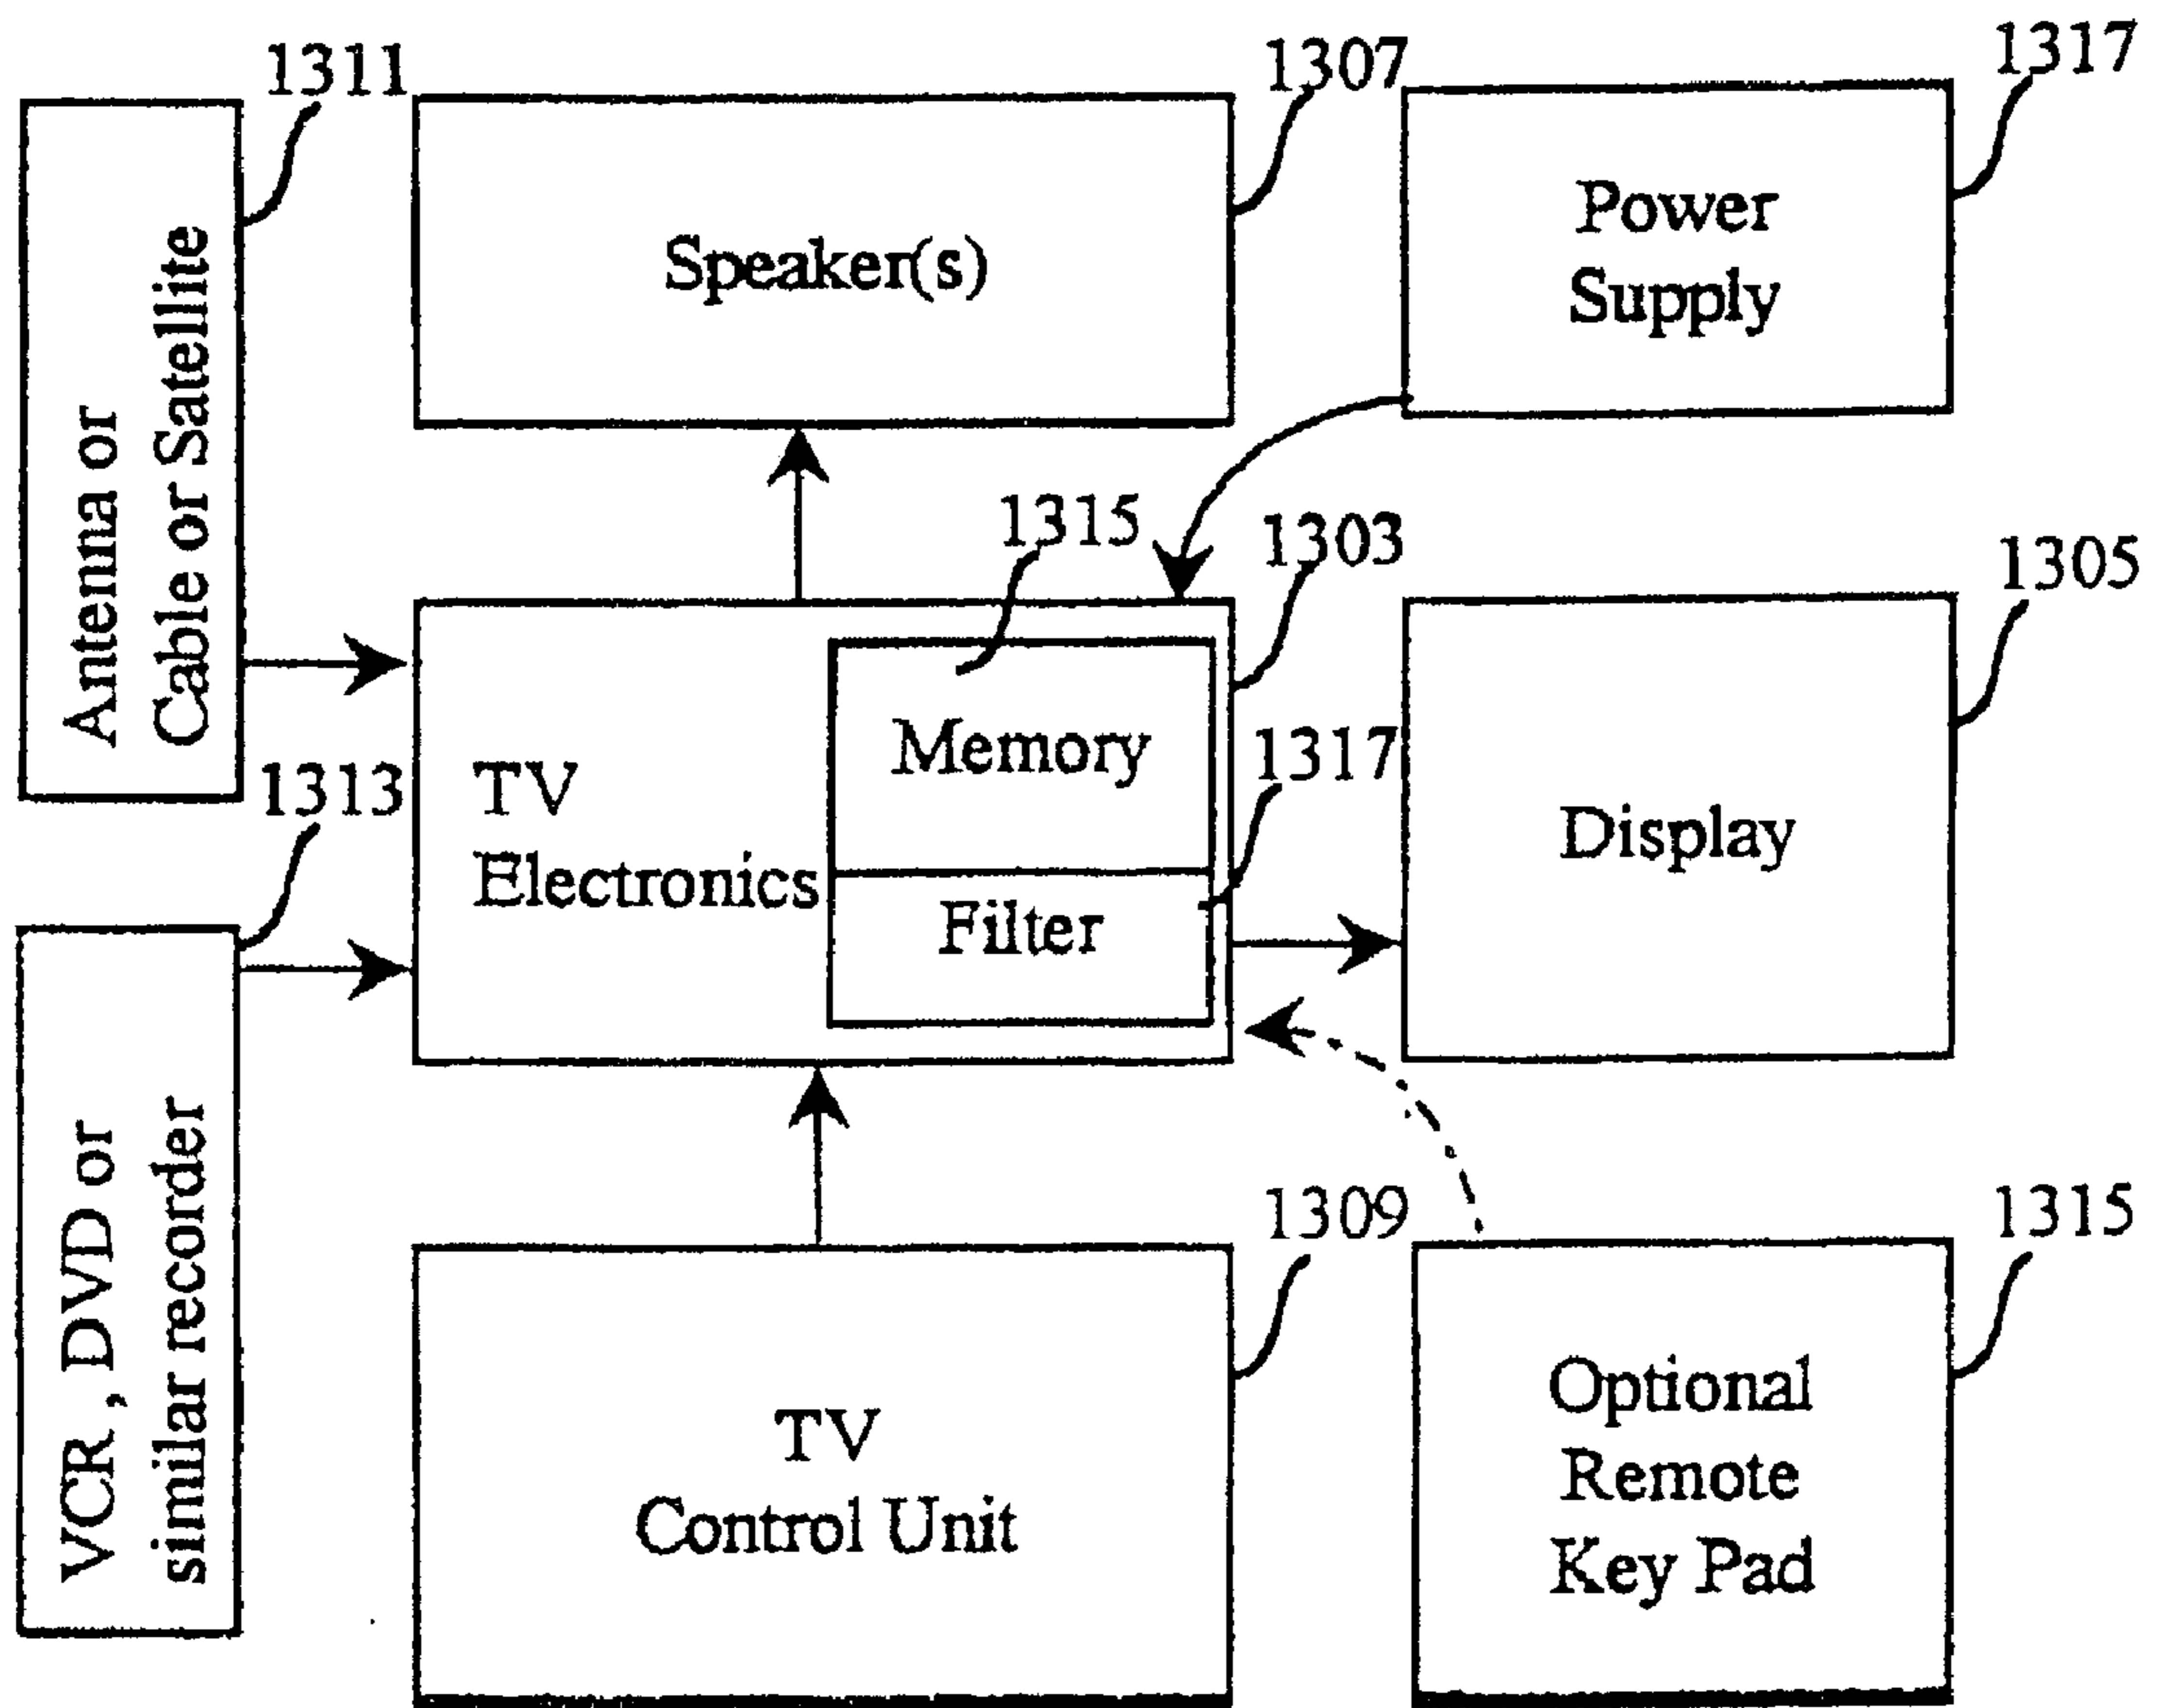 1311
1307
1317
Antenna or
Cable or Satellite
Speaker(s)
Power
Supply
1315
1303
1305
TV
Electronics
Memory
1317
Filter
Display
1313
VCR, DVD or
similar recorder
1309
1315
TV
Control Unit
Optional
Remote
Key Pad